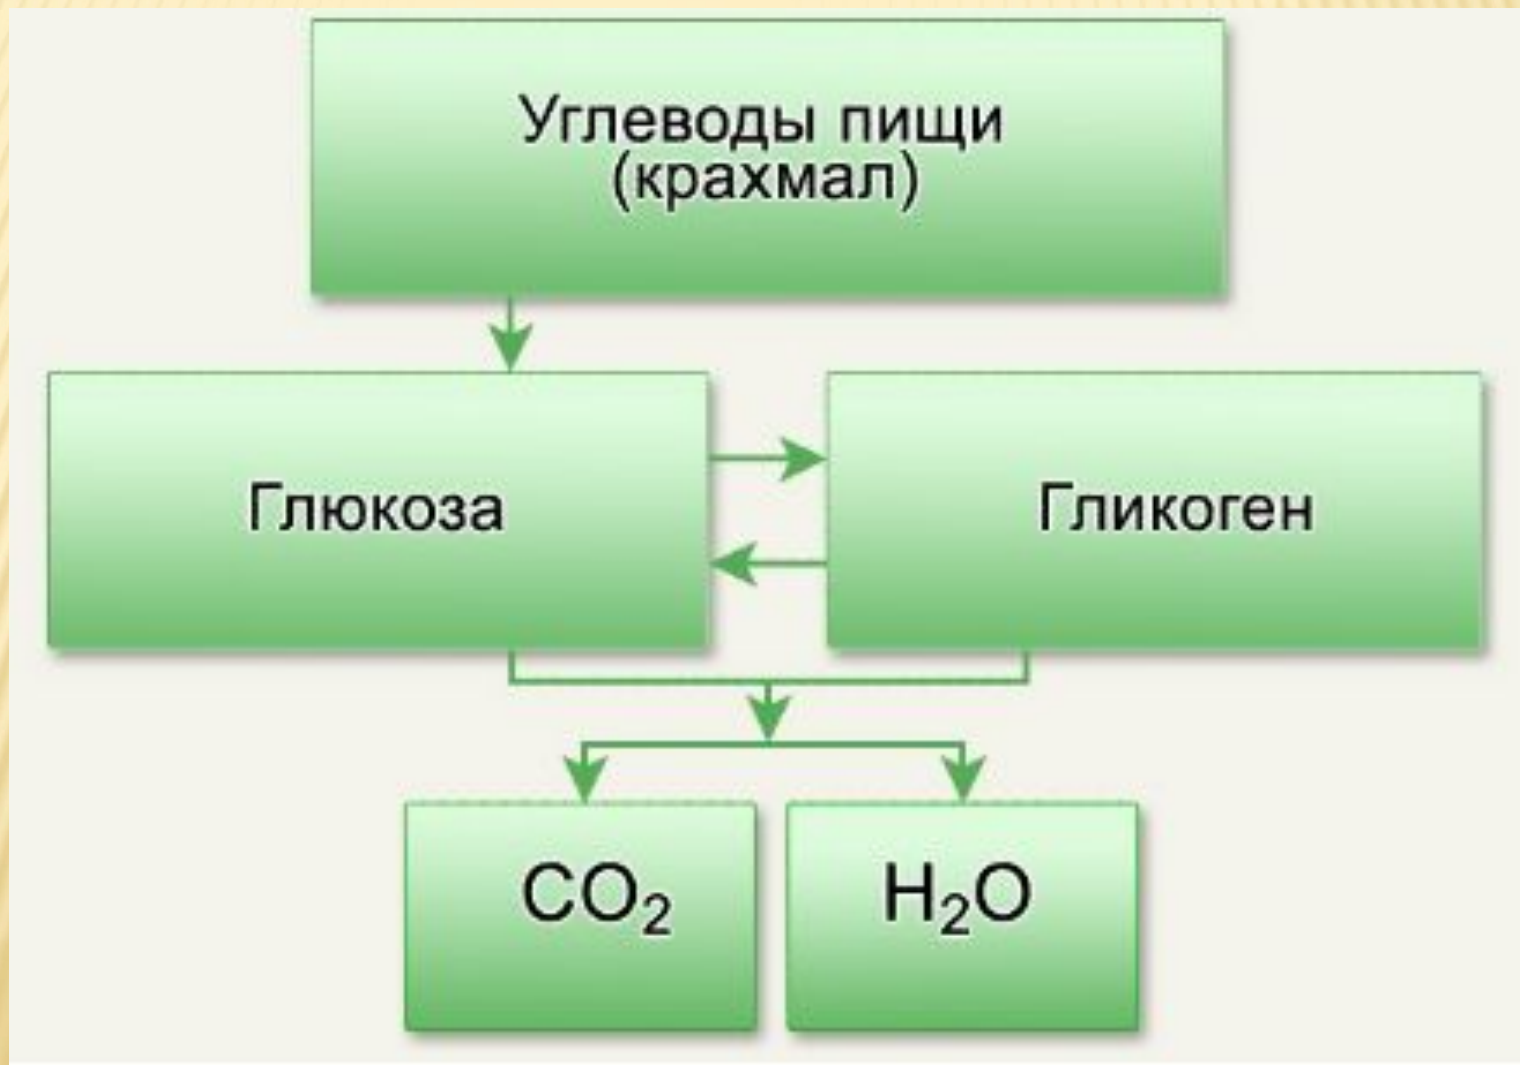 Углеводы пищи
(крахмал)
Глюкоза
Гликоген
CO₂
H₂O